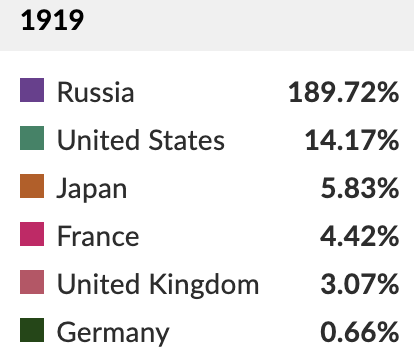 1919
Russia 189.72%
United States 14.17%
Japan 5.83%
France 4.42%
United Kingdom 3.07%
Germany 0.66%